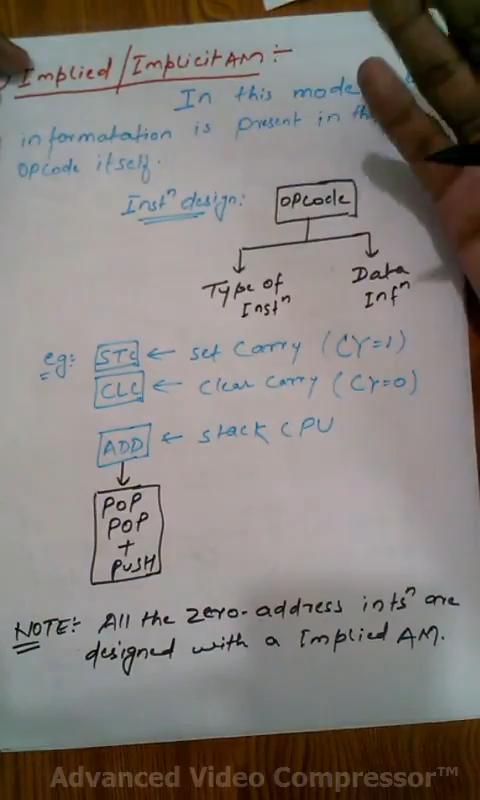 Implied/Implicit AM :-
In this mode
informatation is present in th
opcode itself.
Instⁿ design:
OPCode
Type of
Instⁿ
Data
Infⁿ
eg: STC ← set carry (CY=1)
CLC ← clear carry (CY=0)
ADD ← stack CPU
POP
POP
+
PUSH
NOTE:- All the zero-address intsⁿ are
designed with a Implied AM.
Advanced Video Compressor™